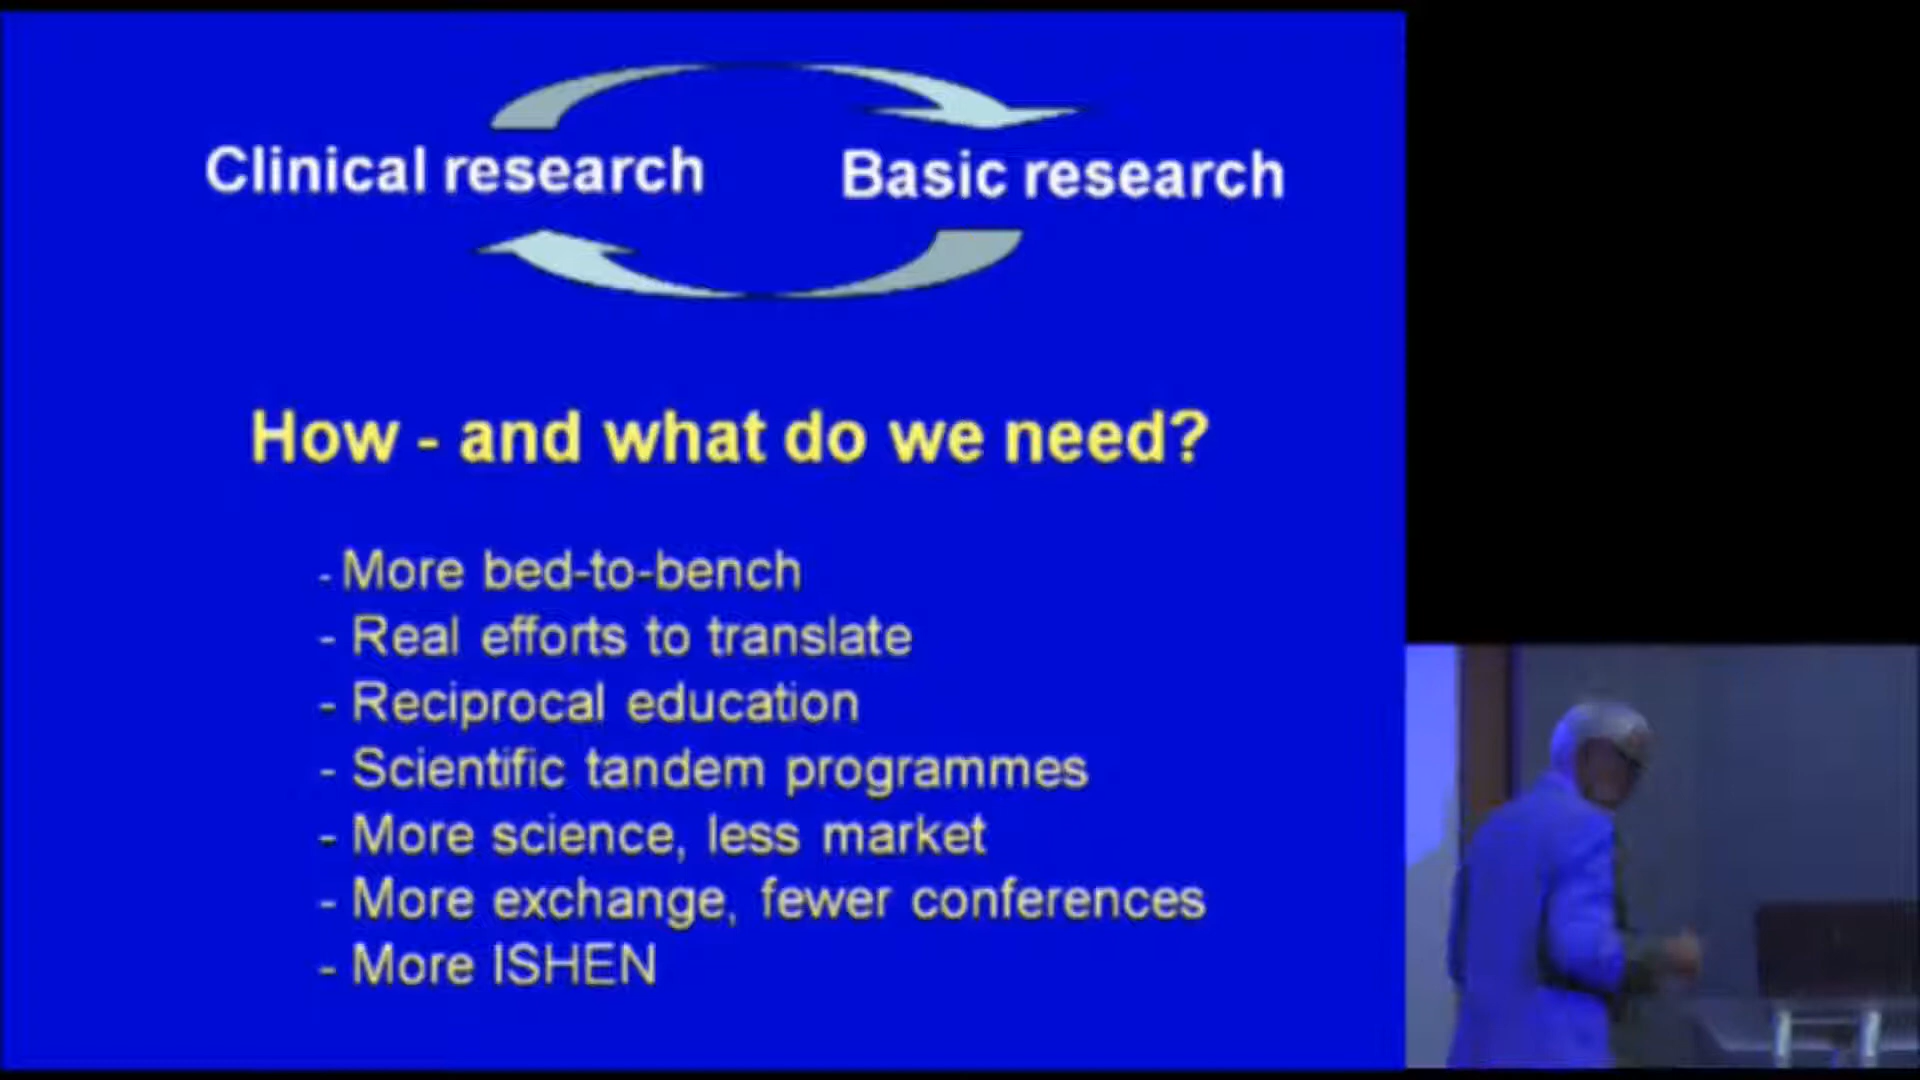 Clinical research
Basic research
How - and what do we need?
- More bed-to-bench
- Real efforts to translate
- Reciprocal education
- Scientific tandem programmes
- More science, less market
- More exchange, fewer conferences
- More ISHEN